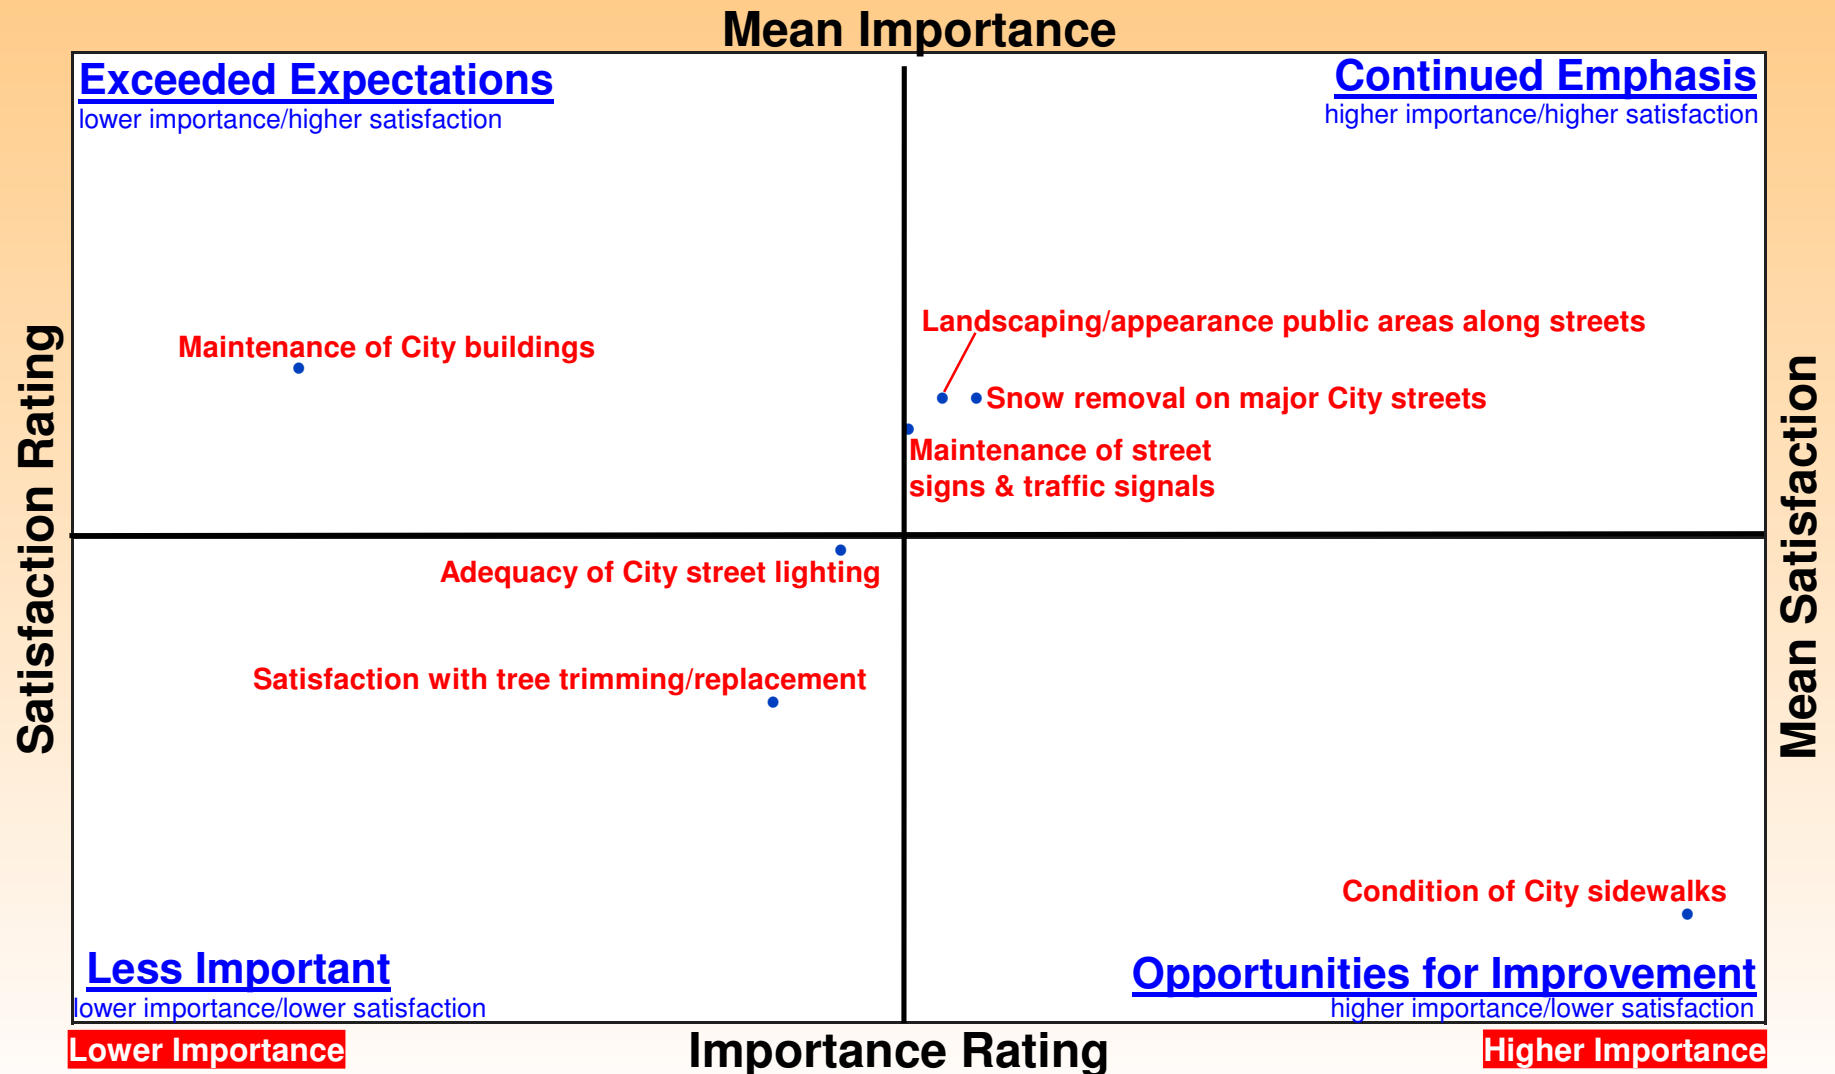 Mean Importance
Exceeded Expectations
lower importance/higher satisfaction
Continued Emphasis
higher importance/higher satisfaction
Landscaping/appearance public areas along streets
Maintenance of City buildings
Snow removal on major City streets
Maintenance of street
signs & traffic signals
Satisfaction Rating
Mean Satisfaction
Adequacy of City street lighting
Satisfaction with tree trimming/replacement
Condition of City sidewalks
Less Important
lower importance/lower satisfaction
Opportunities for Improvement
higher importance/lower satisfaction
Lower Importance
Importance Rating
Higher Importance